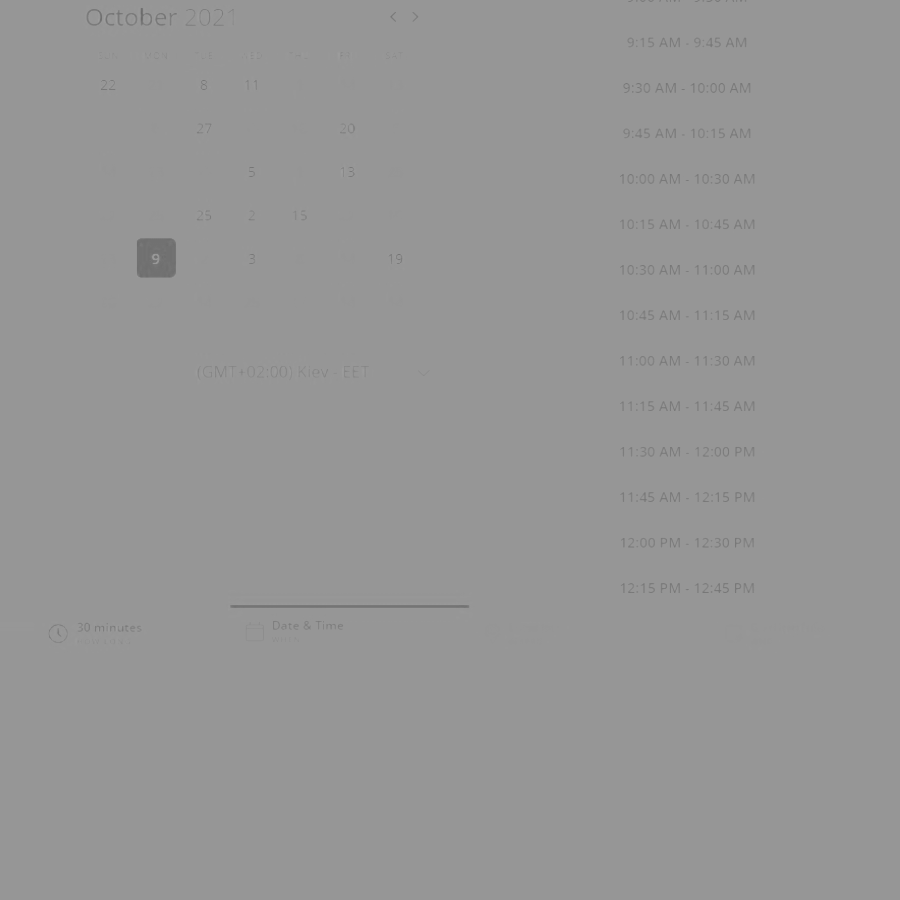 October 2021
22 8 11
27 20
5 13
25 2 15
9 3 19
(GMT+02:00) Kiev - EET
9:15 AM - 9:45 AM
9:30 AM - 10:00 AM
9:45 AM - 10:15 AM
10:00 AM - 10:30 AM
10:15 AM - 10:45 AM
10:30 AM - 11:00 AM
10:45 AM - 11:15 AM
11:00 AM - 11:30 AM
11:15 AM - 11:45 AM
11:30 AM - 12:00 PM
11:45 AM - 12:15 PM
12:00 PM - 12:30 PM
12:15 PM - 12:45 PM
30 minutes
Date & Time